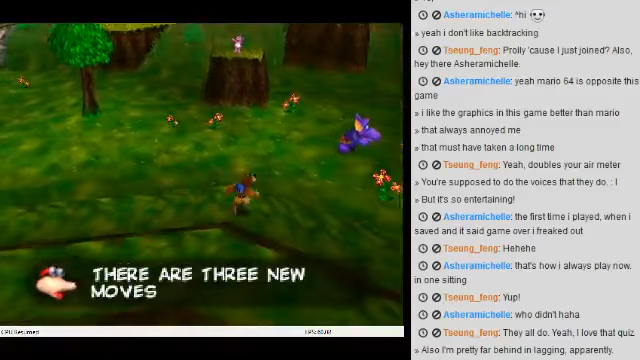 THERE ARE THREE NEW
MOVES
CPU: Resumed
FPS: 60.04
Asheramichelle: ^hi
» yeah i don't like backtracking
Tseung_feng: Prolly 'cause I just joined? Also,
hey there Asheramichelle.
Asheramichelle: yeah mario 64 is opposite this
game
» i like the graphics in this game better than mario
» that always annoyed me
» that must have taken a long time
Tseung_feng: Yeah, doubles your air meter
» You're supposed to do the voices that they do. : l
» But it's so entertaining!
Asheramichelle: the first time i played, when i
saved and it said game over i freaked out
Tseung_feng: Hehehe
Asheramichelle: that's how i always play now.
in one sitting
Tseung_feng: Yup!
Asheramichelle: who didn't haha
Tseung_feng: They all do. Yeah, I love that quiz
» Also I'm pretty far behind in lagging, apparently.